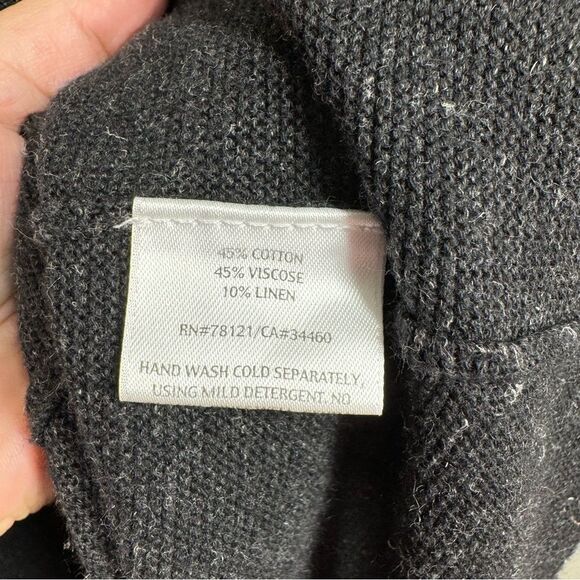 45% COTTON
45% VISCOSE
10% LINEN
RN#78121/CA#34460
HAND WASH COLD SEPARATELY,
USING MILD DETERGENT, NO